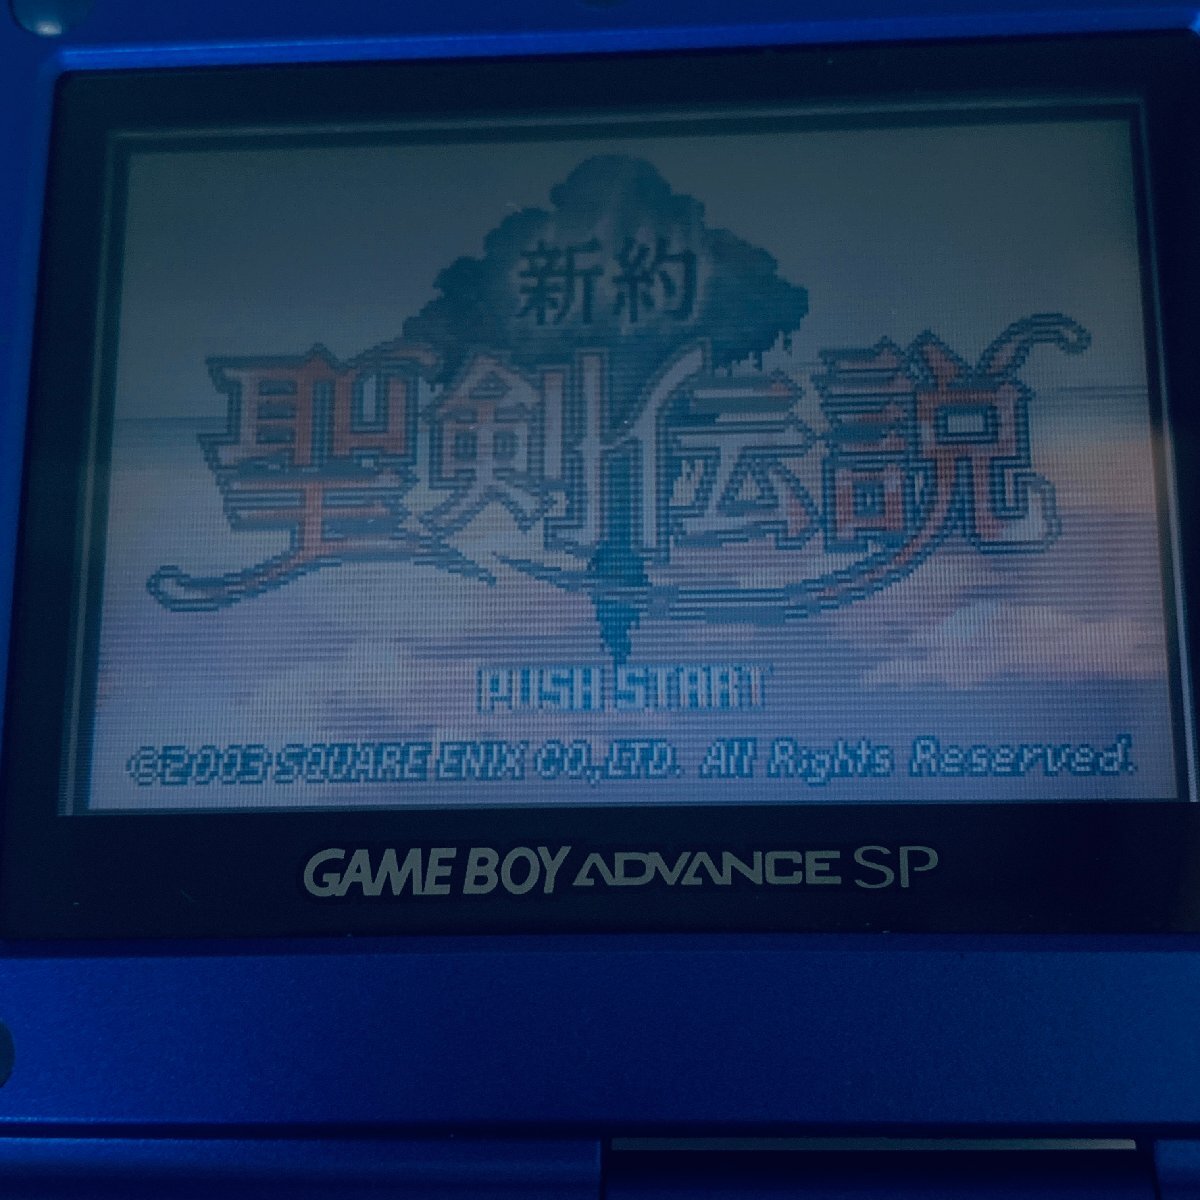 新約
聖剣伝説
PUSH START
©2003 SQUARE ENIX CO.,LTD. All Rights Reserved.
GAME BOY ADVANCE SP